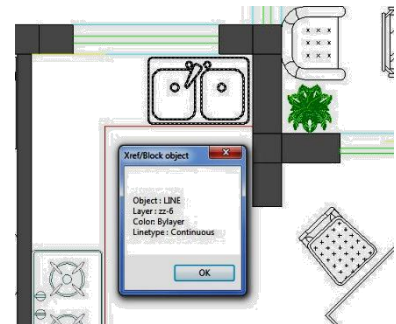 Xref/Block object
Object : LINE
Layer : zz-6
Color: Bylayer
Linetype : Continuous
OK